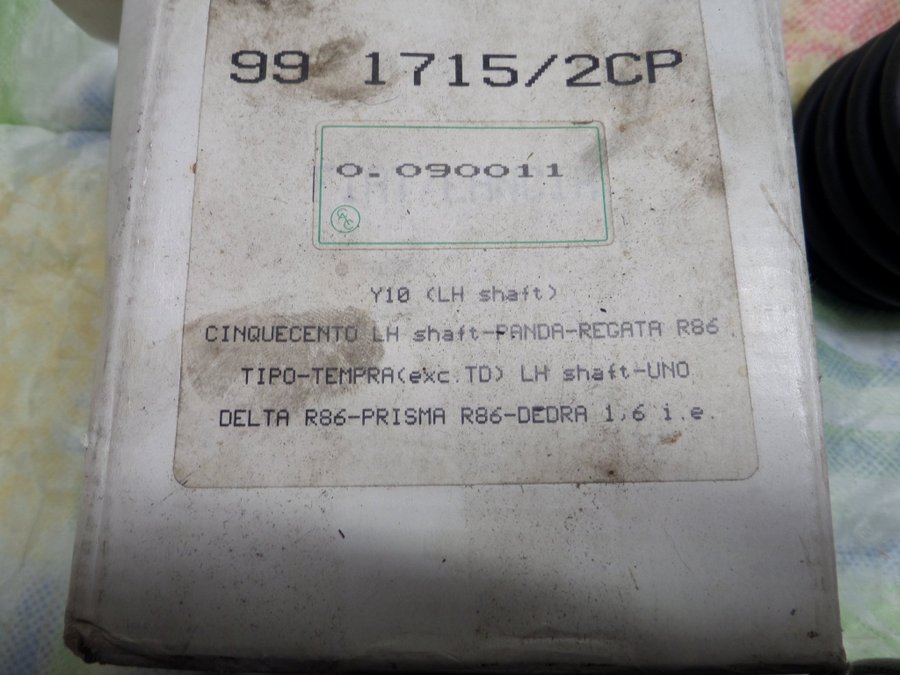 99 1715/2CP
0.090011
Y10 (LH shaft)
CINQUECENTO LH shaft-PANDA-REGATA R86
TIPO-TEMPRA(exc.TD) LH shaft-UNO
DELTA R86-PRISMA R86-DEDRA 1,6 i.e.